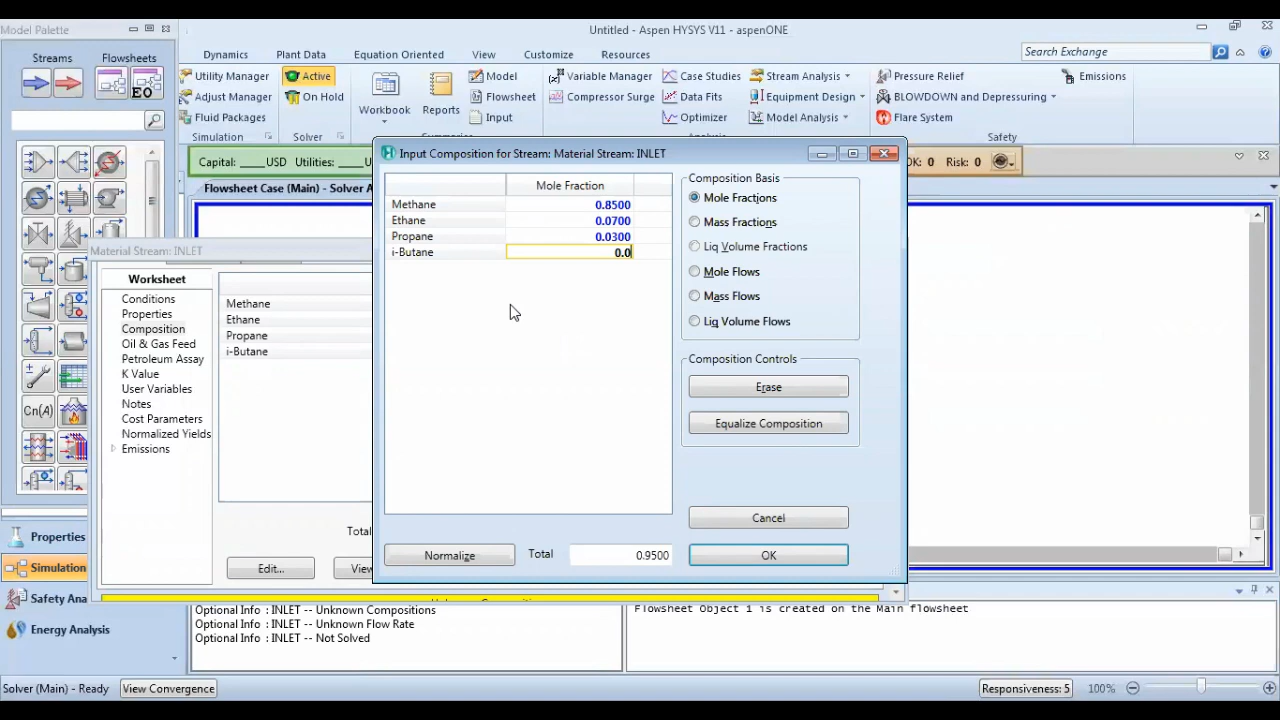 Model Palette
Untitled - Aspen HYSYS V11 - aspenONE
Streams
Flowsheets
EO
Dynamics
Plant Data
Equation Oriented
View
Customize
Resources
Search Exchange
Utility Manager
Adjust Manager
Fluid Packages
Simulation
Active
On Hold
Solver
Workbook
Reports
Model
Flowsheet
Input
Variable Manager
Compressor Surge
Case Studies
Data Fits
Optimizer
Stream Analysis
Equipment Design
Model Analysis
Pressure Relief
BLOWDOWN and Depressuring
Flare System
Emissions
Safety
Capital: ____ USD Utilities:
OK: 0 Risk: 0
Flowsheet Case (Main) - Solver A
Cn(A)
Material Stream: INLET
Worksheet
Conditions
Properties
Composition
Oil & Gas Feed
Petroleum Assay
K Value
User Variables
Notes
Cost Parameters
Normalized Yields
Emissions
Methane
Ethane
Propane
i-Butane
Edit...
Input Composition for Stream: Material Stream: INLET
Mole Fraction
Methane 0.8500
Ethane 0.0700
Propane 0.0300
i-Butane 0.0
Normalize
Total 0.9500
Composition Basis
Mole Fractions
Mass Fractions
Liq Volume Fractions
Mole Flows
Mass Flows
Liq Volume Flows
Composition Controls
Erase
Equalize Composition
Cancel
OK
Properties
Simulation
Safety Ana
Energy Analysis
Optional Info : INLET -- Unknown Compositions
Optional Info : INLET -- Unknown Flow Rate
Optional Info : INLET -- Not Solved
Flowsheet Object 1 is created on the Main flowsheet
Solver (Main) - Ready
View Convergence
Responsiveness: 5
100%